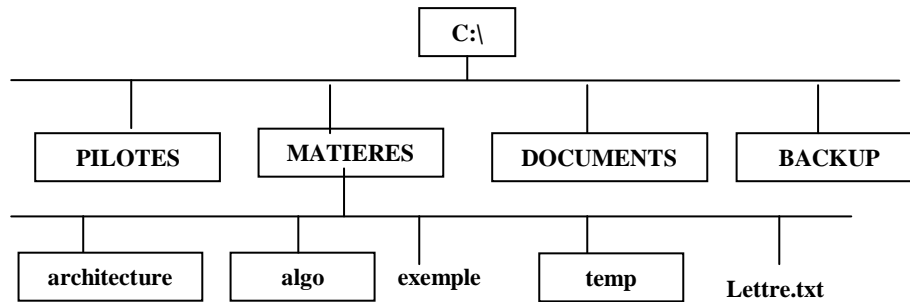 C:\
PILOTES
MATIERES
DOCUMENTS
BACKUP
architecture
algo
exemple
temp
Lettre.txt